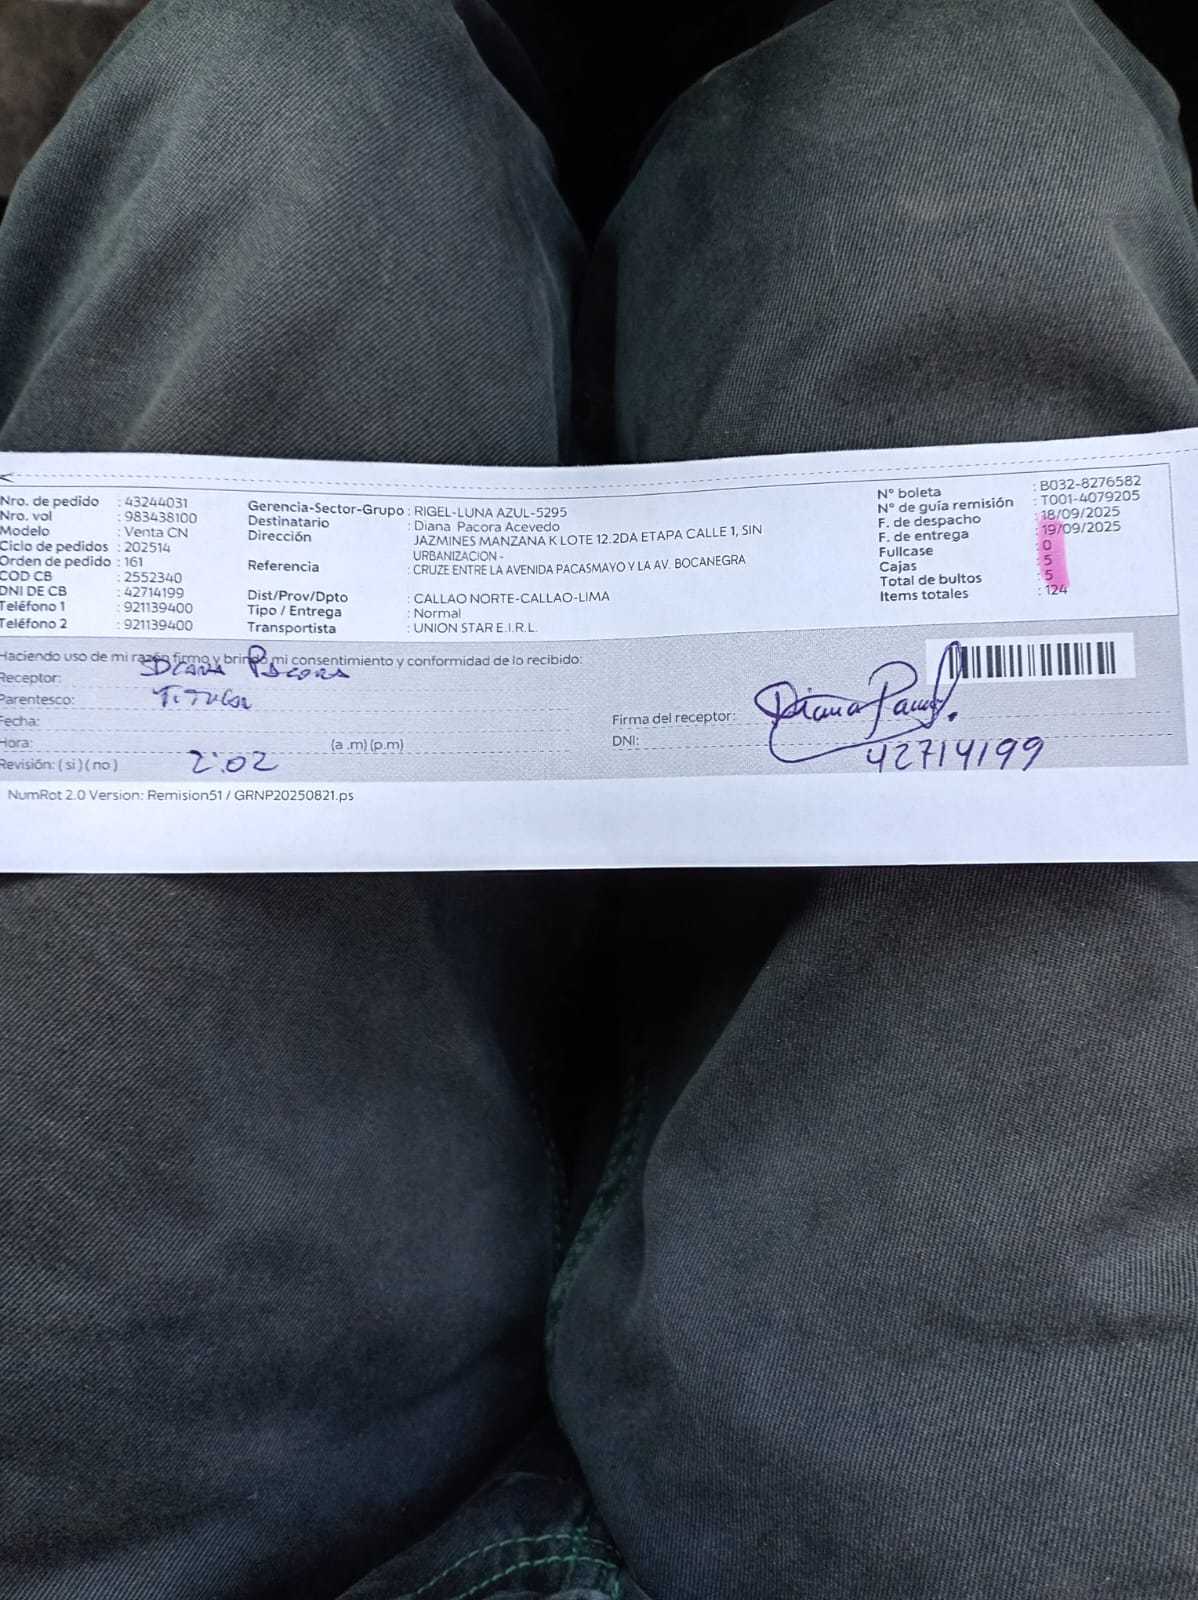 Nro. de pedido : 43244031
Nro. vol : 983438100
Modelo : Venta CN
Ciclo de pedidos : 202514
Orden de pedido : 161
COD CB : 2552340
DNI DE CB : 42714199
Teléfono 1 : 921139400
Teléfono 2 : 921139400
Gerencia-Sector-Grupo : RIGEL-LUNA AZUL-5295
Destinatario : Diana Pacora Acevedo
Dirección : JAZMINES MANZANA K LOTE 12.2DA ETAPA CALLE 1, SIN
URBANIZACION -
Referencia : CRUZE ENTRE LA AVENIDA PACASMAYO Y LA AV. BOCANEGRA
Dist/Prov/Dpto : CALLAO NORTE-CALLAO-LIMA
Tipo / Entrega : Normal
Transportista : UNION STAR E.I.R.L.
N° boleta : B032-8276582
N° de guía remisión : T001-4079205
F. de despacho : 18/09/2025
F. de entrega : 19/09/2025
Fullcase : 0
Cajas : 5
Total de bultos : 5
Items totales : 124
Haciendo uso de mi razón firmo y brindo mi consentimiento y conformidad de lo recibido:
Receptor: Diana Pacora
Parentesco: Titular
Fecha:
Hora: (a .m) (p.m)
Revisión: ( si ) ( no ) 2:02
Firma del receptor: Diana Pacora
DNI: 42714199
NumRot 2.0 Version: Remision51 / GRNP20250821.ps